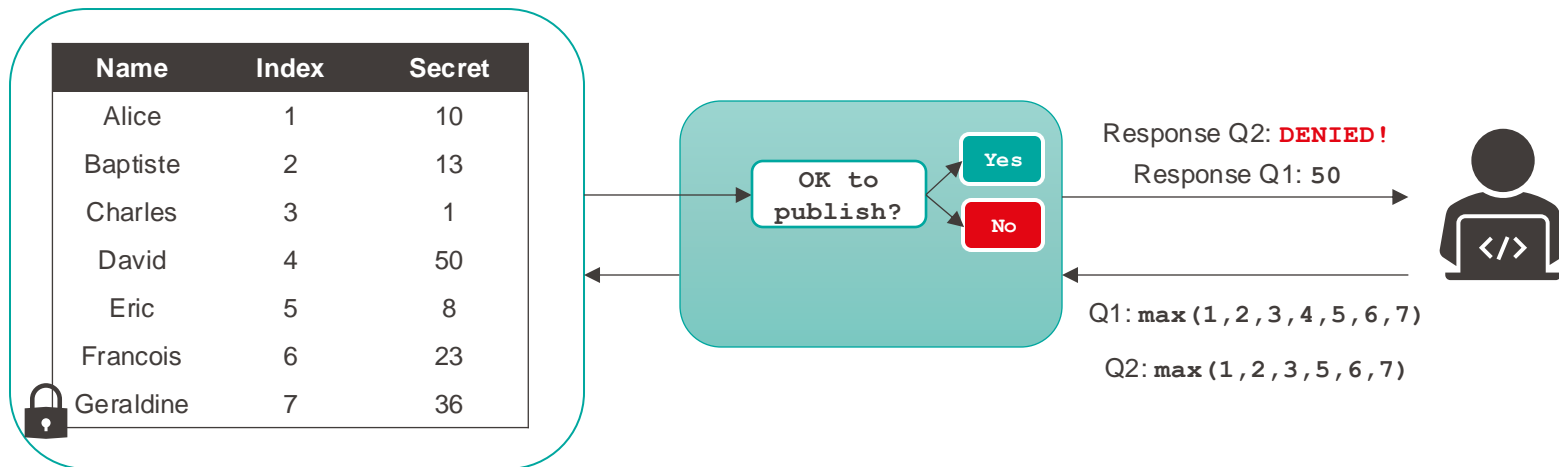 Name Index Secret
Alice 1 10
Baptiste 2 13
Charles 3 1
David 4 50
Eric 5 8
Francois 6 23
Geraldine 7 36
OK to
publish?
Yes
No
Response Q2: DENIED!
Response Q1: 50
</>
Q1: max(1,2,3,4,5,6,7)
Q2: max(1,2,3,5,6,7)